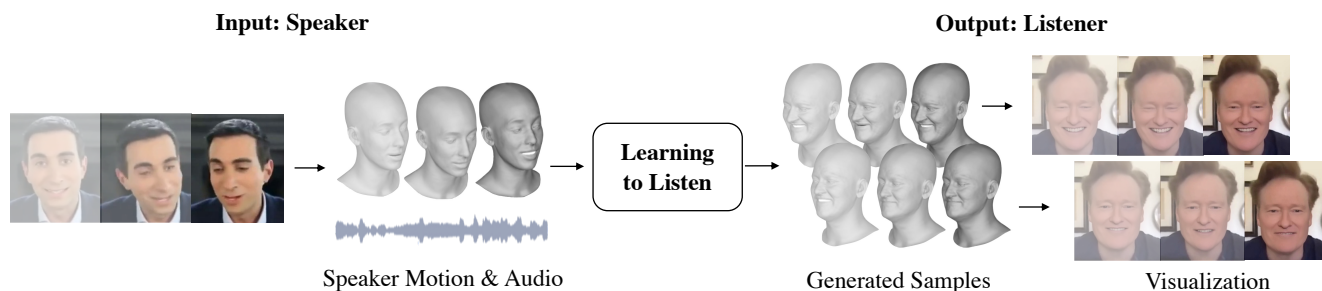 Input: Speaker
Output: Listener
Learning
to Listen
Speaker Motion & Audio
Generated Samples
Visualization